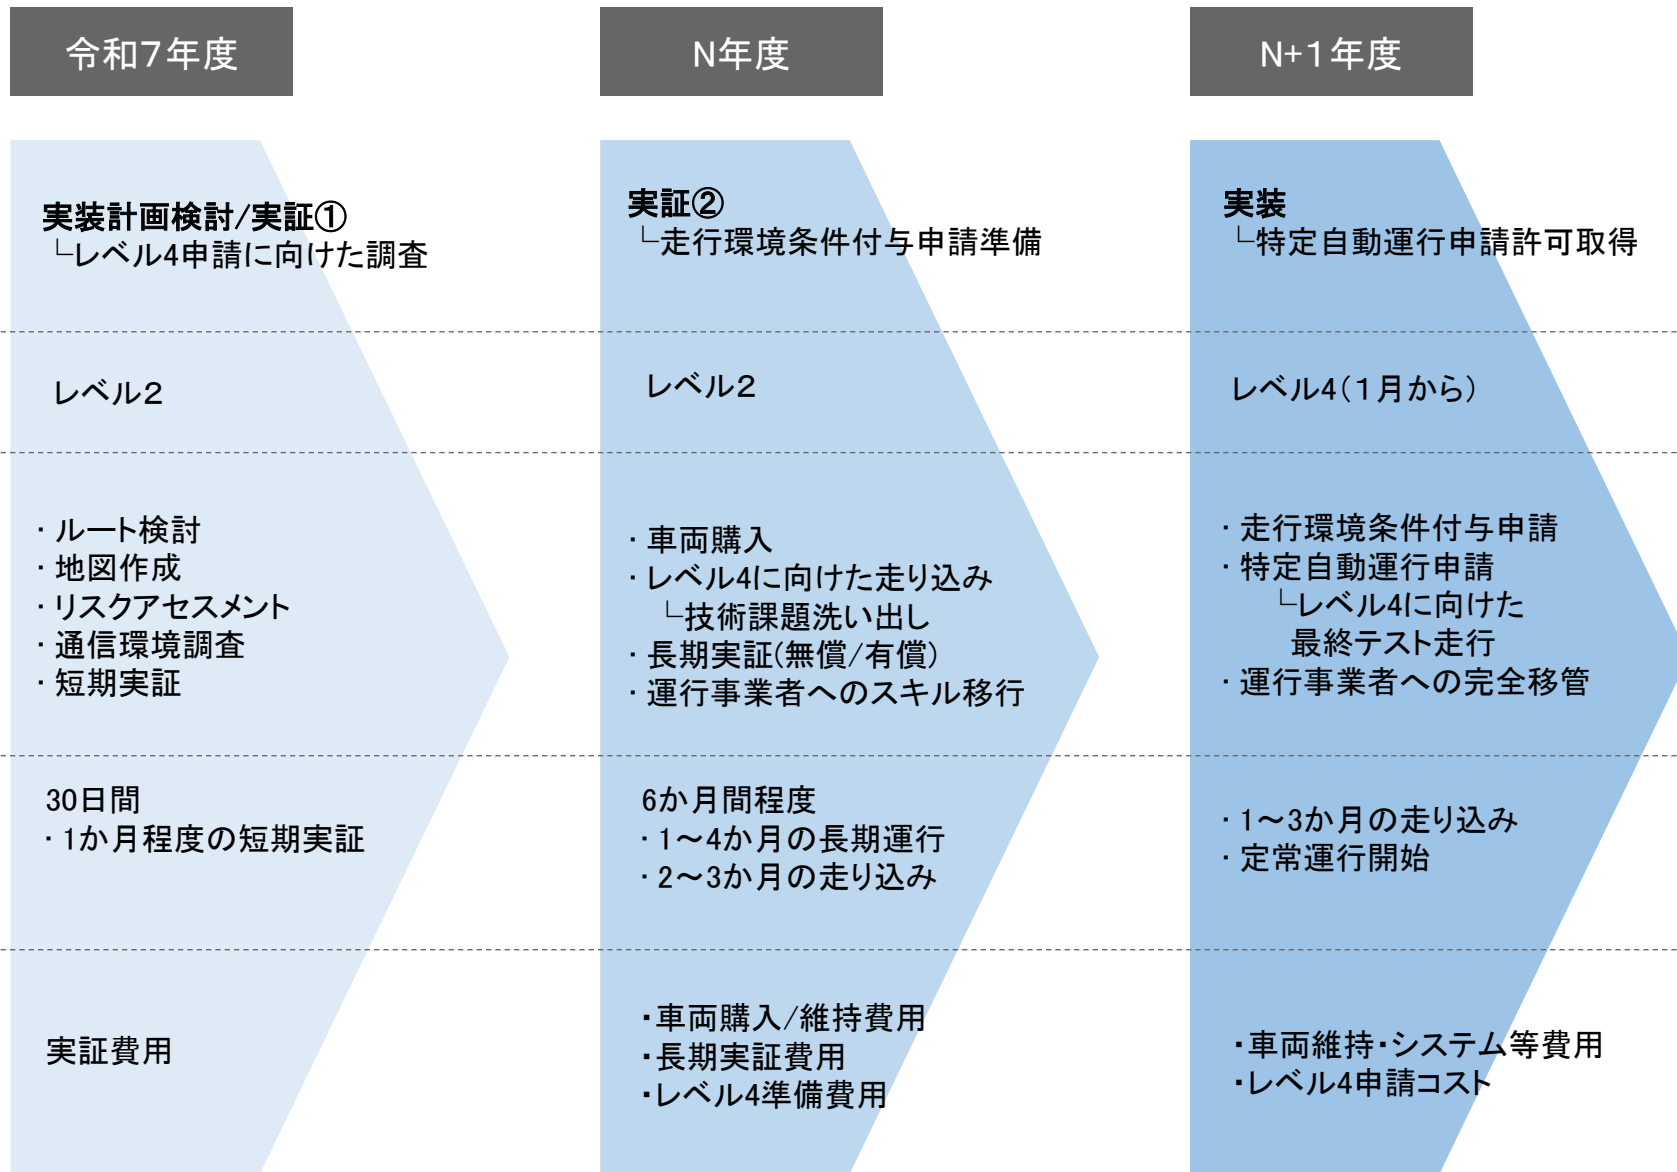 令和7年度
N年度
N+1年度
実装計画検討/実証①
└レベル4申請に向けた調査
実証②
└走行環境条件付与申請準備
実装
└特定自動運行申請許可取得
レベル2
レベル2
レベル4(1月から)
・ルート検討
・地図作成
・リスクアセスメント
・通信環境調査
・短期実証
・車両購入
・レベル4に向けた走り込み
└技術課題洗い出し
・長期実証(無償/有償)
・運行事業者へのスキル移行
・走行環境条件付与申請
・特定自動運行申請
└レベル4に向けた
最終テスト走行
・運行事業者への完全移管
30日間
・1か月程度の短期実証
6か月間程度
・1～4か月の長期運行
・2～3か月の走り込み
・1～3か月の走り込み
・定常運行開始
実証費用
・車両購入/維持費用
・長期実証費用
・レベル4準備費用
・車両維持・システム等費用
・レベル4申請コスト